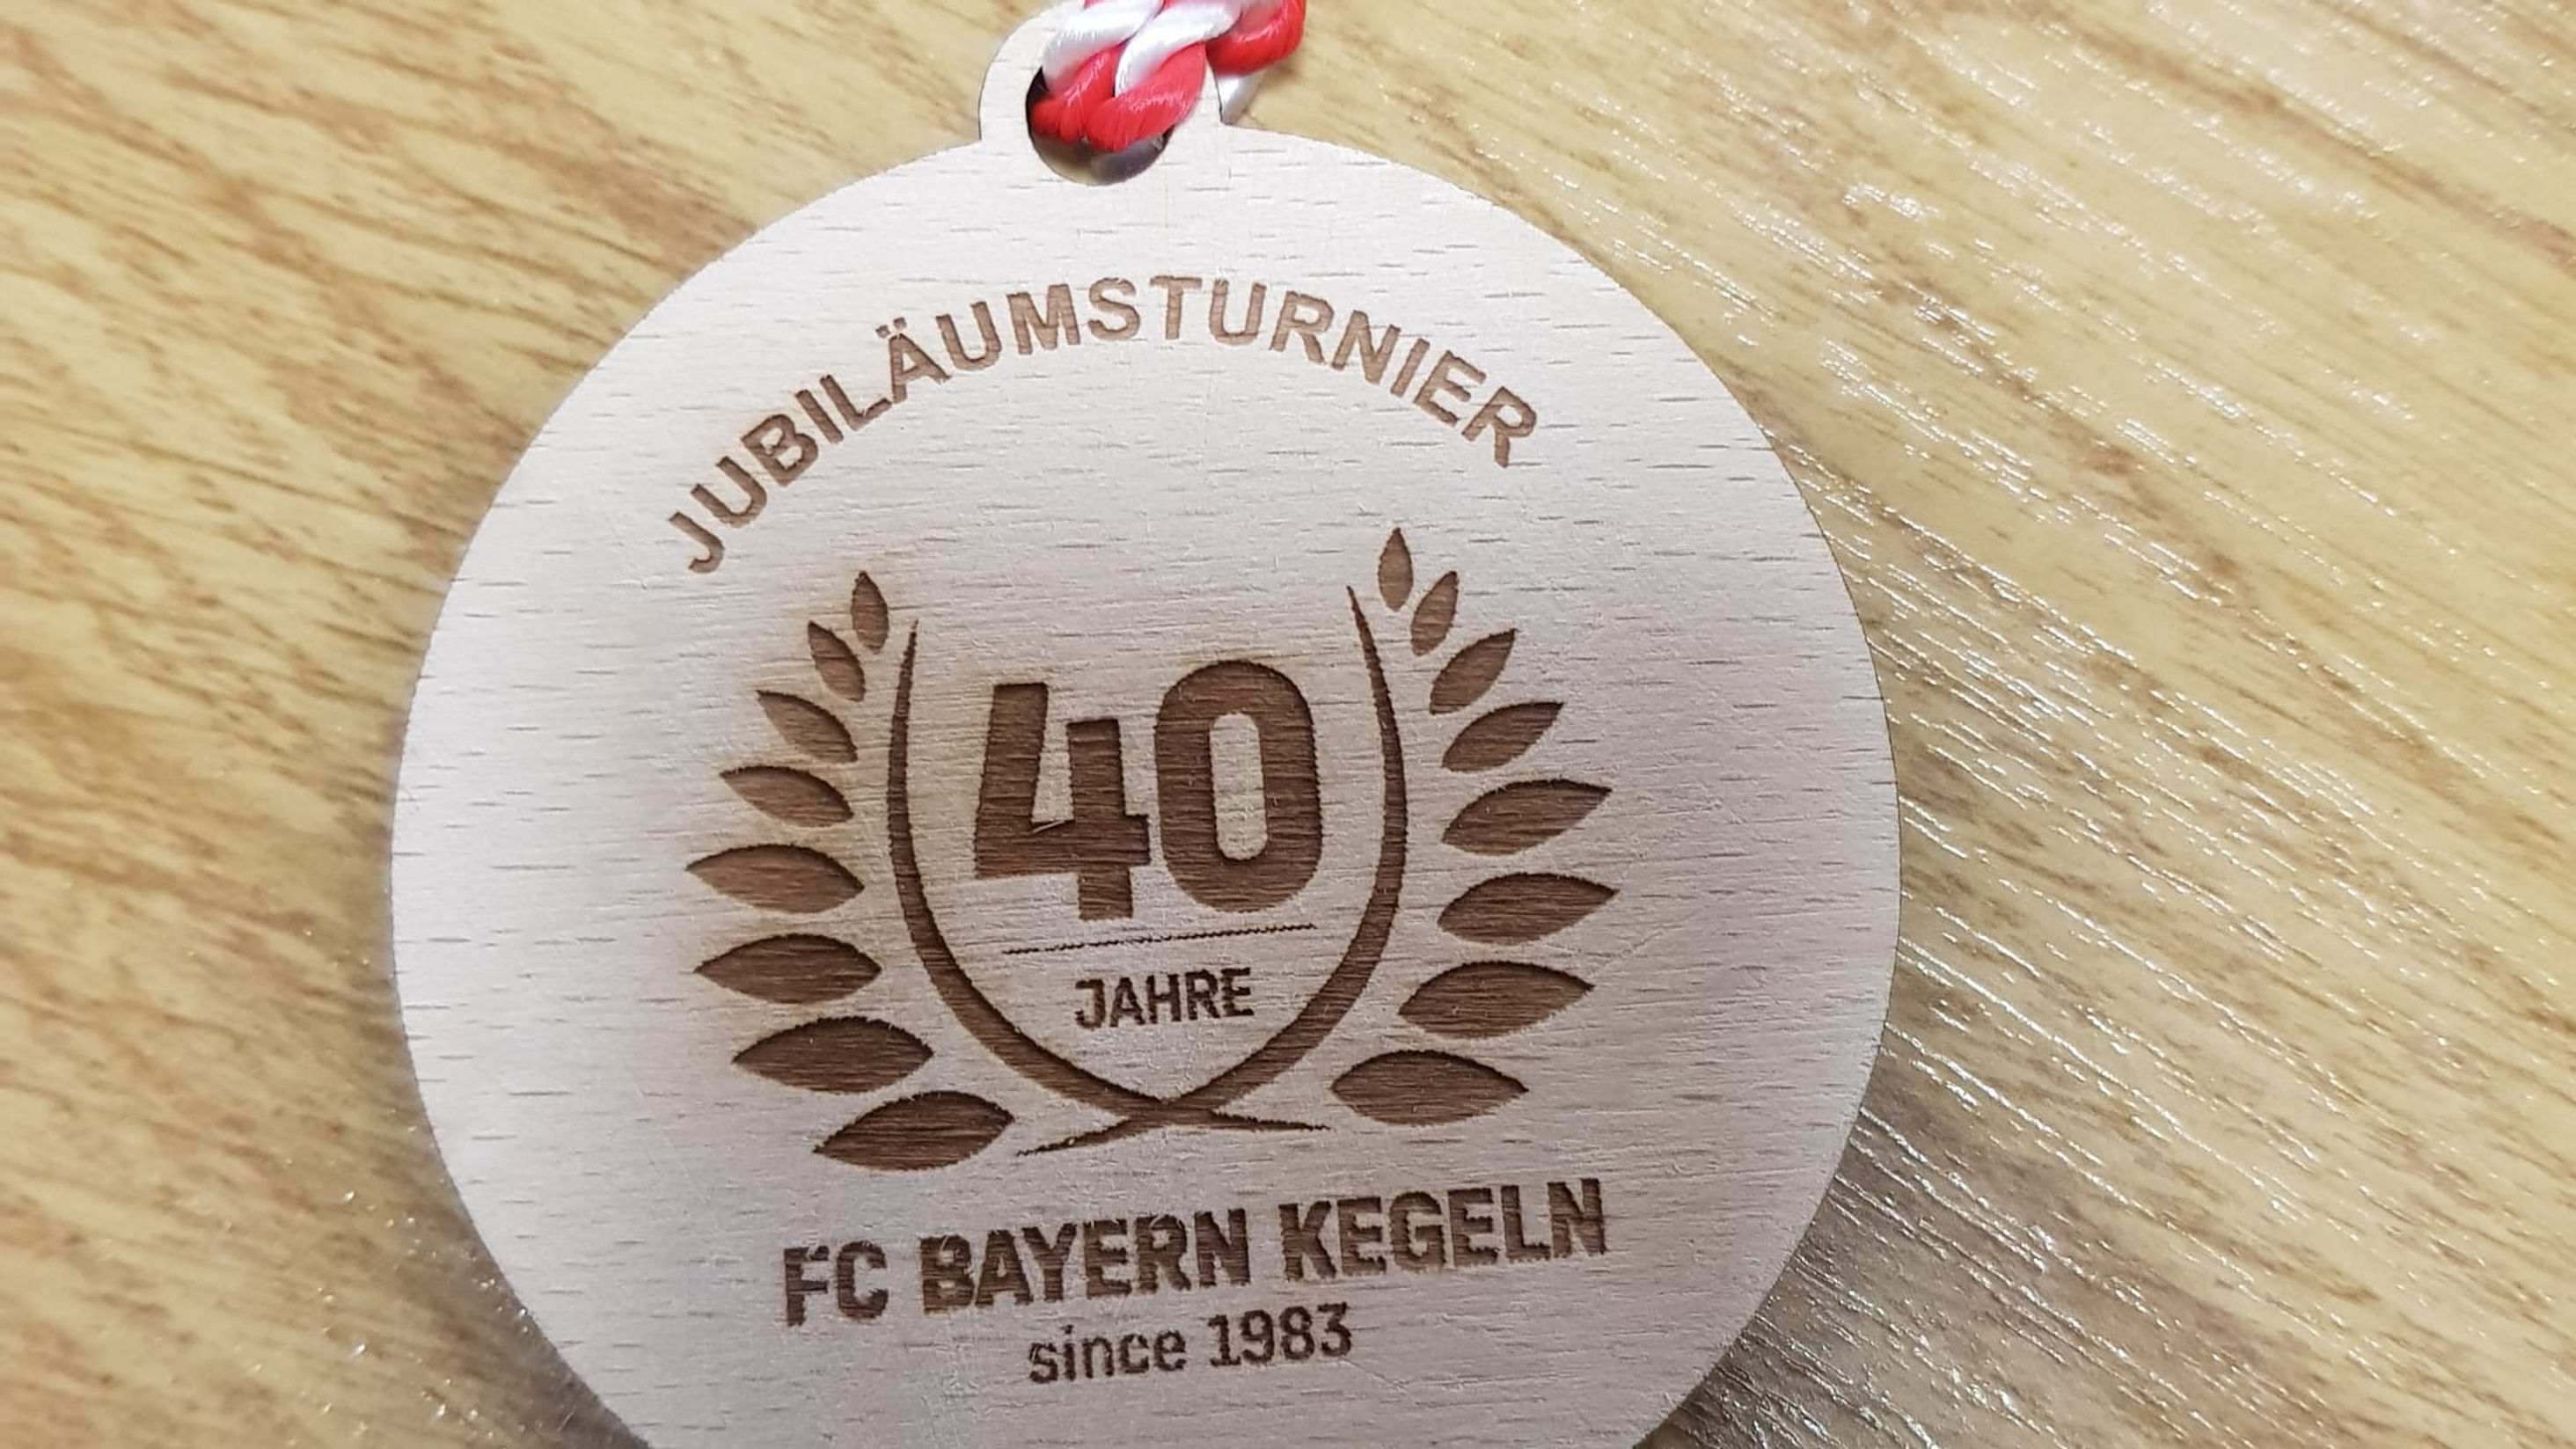 JUBILÄUMSTURNIER
40
JAHRE
FC BAYERN KEGELN
since 1983